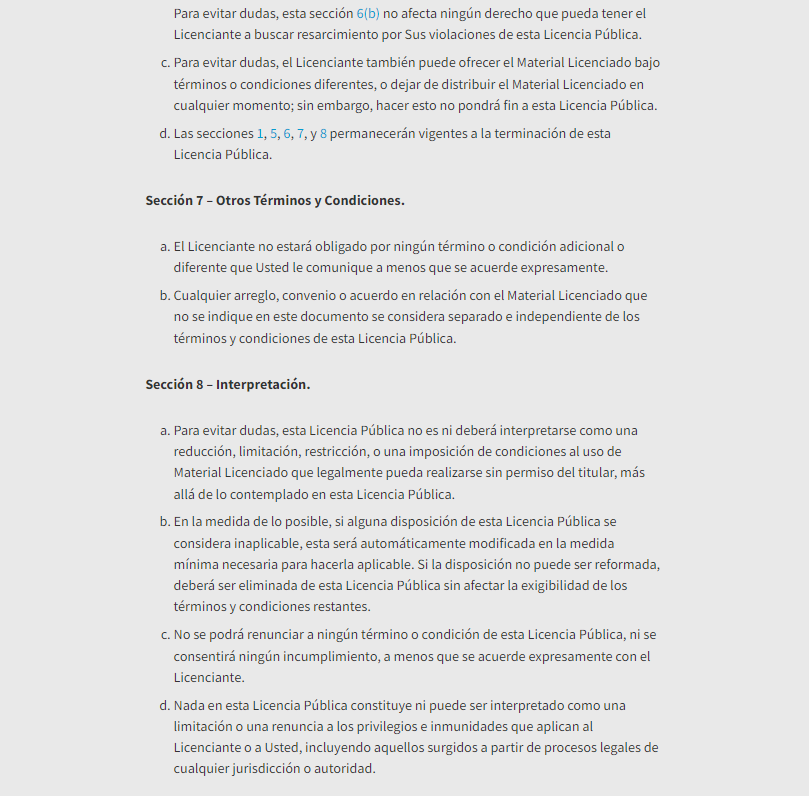 Para evitar dudas, esta sección 6(b) no afecta ningún derecho que pueda tener el
Licenciante a buscar resarcimiento por Sus violaciones de esta Licencia Pública.
c. Para evitar dudas, el Licenciante también puede ofrecer el Material Licenciado bajo
términos o condiciones diferentes, o dejar de distribuir el Material Licenciado en
cualquier momento; sin embargo, hacer esto no pondrá fin a esta Licencia Pública.
d. Las secciones 1, 5, 6, 7, y 8 permanecerán vigentes a la terminación de esta
Licencia Pública.
Sección 7 – Otros Términos y Condiciones.
a. El Licenciante no estará obligado por ningún término o condición adicional o
diferente que Usted le comunique a menos que se acuerde expresamente.
b. Cualquier arreglo, convenio o acuerdo en relación con el Material Licenciado que
no se indique en este documento se considera separado e independiente de los
términos y condiciones de esta Licencia Pública.
Sección 8 – Interpretación.
a. Para evitar dudas, esta Licencia Pública no es ni deberá interpretarse como una
reducción, limitación, restricción, o una imposición de condiciones al uso de
Material Licenciado que legalmente pueda realizarse sin permiso del titular, más
allá de lo contemplado en esta Licencia Pública.
b. En la medida de lo posible, si alguna disposición de esta Licencia Pública se
considera inaplicable, esta será automáticamente modificada en la medida
mínima necesaria para hacerla aplicable. Si la disposición no puede ser reformada,
deberá ser eliminada de esta Licencia Pública sin afectar la exigibilidad de los
términos y condiciones restantes.
c. No se podrá renunciar a ningún término o condición de esta Licencia Pública, ni se
consentirá ningún incumplimiento, a menos que se acuerde expresamente con el
Licenciante.
d. Nada en esta Licencia Pública constituye ni puede ser interpretado como una
limitación o una renuncia a los privilegios e inmunidades que aplican al
Licenciante o a Usted, incluyendo aquellos surgidos a partir de procesos legales de
cualquier jurisdicción o autoridad.